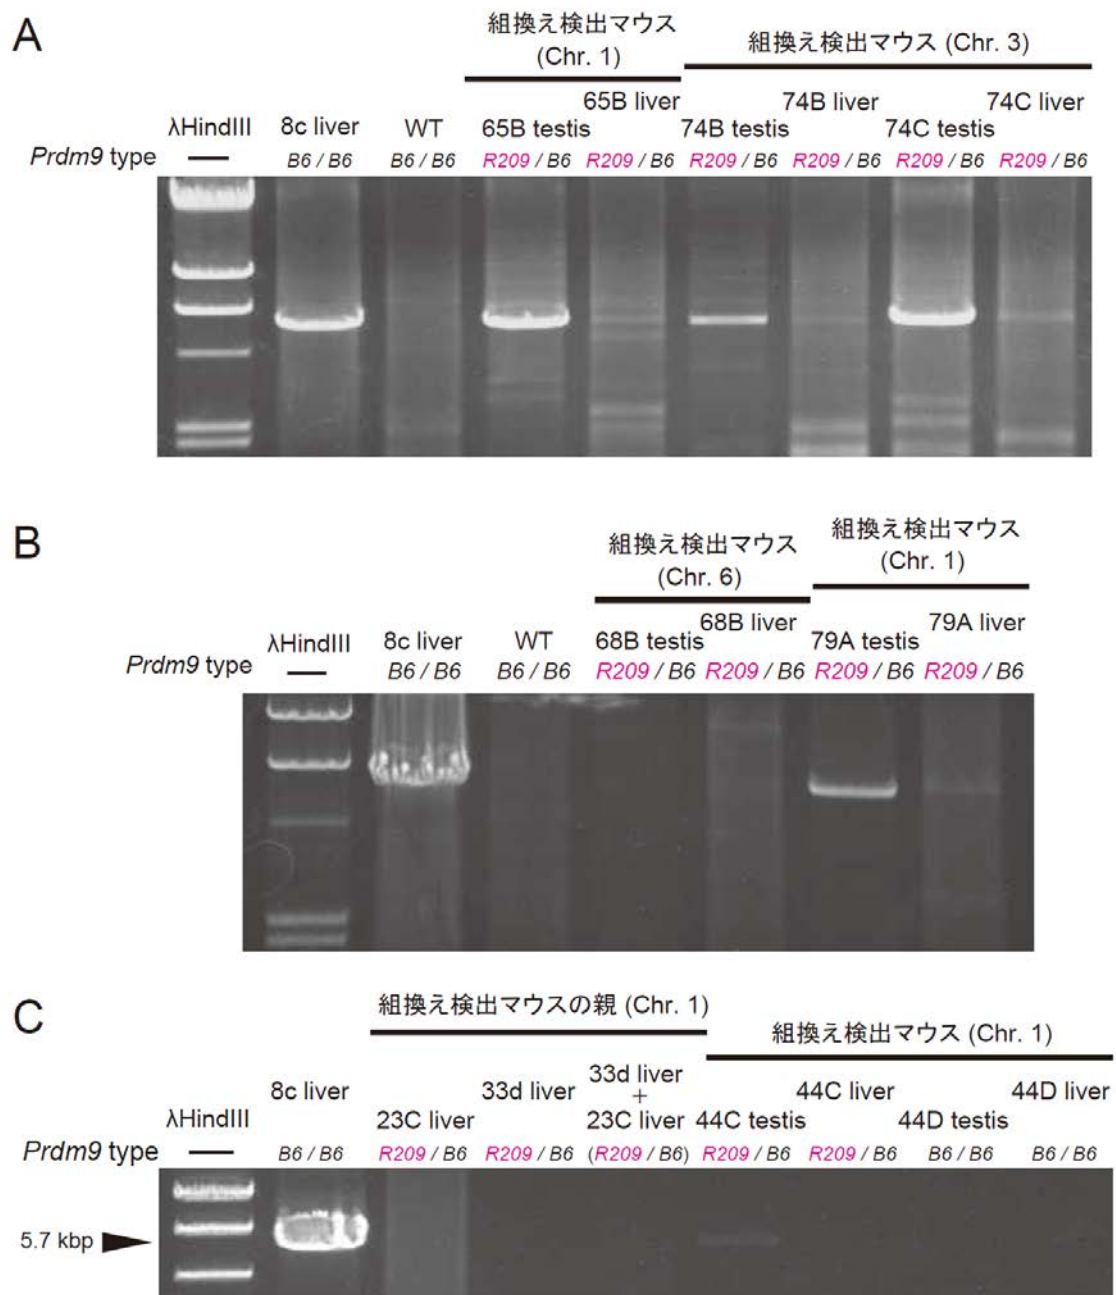 A
組換え検出マウス
(Chr. 1)
組換え検出マウス (Chr. 3)
λHindIII
8c liver
WT
65B testis
65B liver
74B testis
74B liver
74C testis
74C liver
Prdm9 type
B6 / B6
B6 / B6
R209 / B6
R209 / B6
R209 / B6
R209 / B6
R209 / B6
R209 / B6
B
組換え検出マウス
(Chr. 6)
組換え検出マウス
(Chr. 1)
λHindIII
8c liver
WT
68B testis
68B liver
79A testis
79A liver
Prdm9 type
B6 / B6
B6 / B6
R209 / B6
R209 / B6
R209 / B6
R209 / B6
C
組換え検出マウスの親 (Chr. 1)
組換え検出マウス (Chr. 1)
λHindIII
8c liver
23C liver
33d liver
33d liver
+
23C liver
44C testis
44C liver
44D testis
44D liver
Prdm9 type
B6 / B6
R209 / B6
R209 / B6
(R209 / B6)
R209 / B6
R209 / B6
B6 / B6
B6 / B6
5.7 kbp